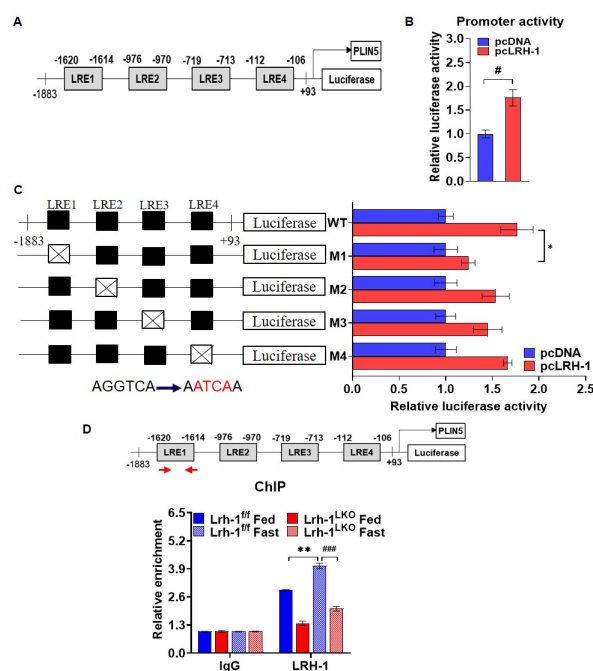 A
-1620 -1614 -976 -970 -719 -713 -112 -106
PLIN5
LRE1 LRE2 LRE3 LRE4 Luciferase
-1883 +93
B
Promoter activity
pcDNA
pcLRH-1
Relative luciferase activity
3.0
2.5
2.0
1.5
1.0
0.5
0.0
#
C
LRE1 LRE2 LRE3 LRE4
-1883 +93
Luciferase WT
Luciferase M1
Luciferase M2
Luciferase M3
Luciferase M4
*
pcDNA
pcLRH-1
0.0 0.5 1.0 1.5 2.0 2.5
Relative luciferase activity
AGGTCA AATCAA
D
-1620 -1614 -976 -970 -719 -713 -112 -106
PLIN5
LRE1 LRE2 LRE3 LRE4 Luciferase
-1883 +93
ChIP
Lrh-1f/f Fed Lrh-1LKO Fed
Lrh-1f/f Fast Lrh-1LKO Fast
Relative enrichment
6.5
5.2
3.9
2.6
1.3
0.0
** ###
IgG LRH-1